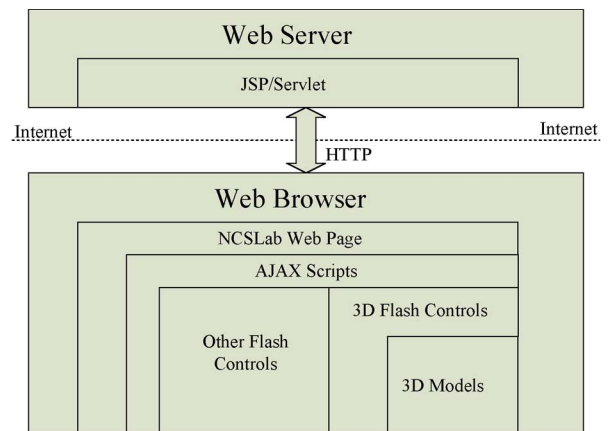 Web Server
JSP/Servlet
Internet
Internet
HTTP
Web Browser
NCSLab Web Page
AJAX Scripts
3D Flash Controls
Other Flash
Controls
3D Models